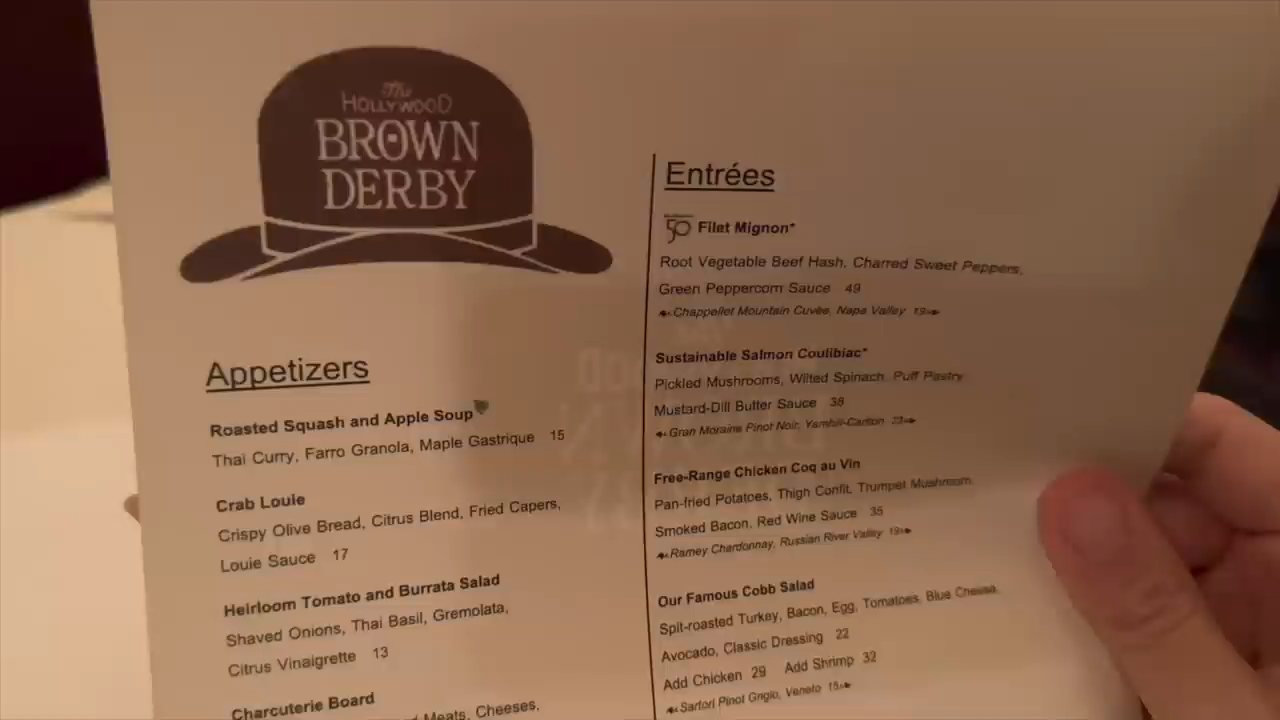 The
HOLLYWOOD
BROWN
DERBY
Appetizers
Roasted Squash and Apple Soup
Thai Curry, Farro Granola, Maple Gastrique 15
Crab Louie
Crispy Olive Bread, Citrus Blend, Fried Capers,
Louie Sauce 17
Heirloom Tomato and Burrata Salad
Shaved Onions, Thai Basil, Gremolata,
Citrus Vinaigrette 13
Charcuterie Board
Meats, Cheeses,
Entrées
50 Filet Mignon*
Root Vegetable Beef Hash, Charred Sweet Peppers,
Green Peppercorn Sauce 49
Chappellet Mountain Cuvée, Napa Valley 19
Sustainable Salmon Coulibiac*
Pickled Mushrooms, Wilted Spinach, Puff Pastry
Mustard-Dill Butter Sauce 38
Gran Moraine Pinot Noir, Yamhill-Carlton 23
Free-Range Chicken Coq au Vin
Pan-fried Potatoes, Thigh Confit, Trumpet Mushroom,
Smoked Bacon, Red Wine Sauce 35
Ramey Chardonnay, Russian River Valley 19
Our Famous Cobb Salad
Spit-roasted Turkey, Bacon, Egg, Tomatoes, Blue Cheese,
Avocado, Classic Dressing 22
Add Chicken 29 Add Shrimp 32
Sartori Pinot Grigio, Veneto 15